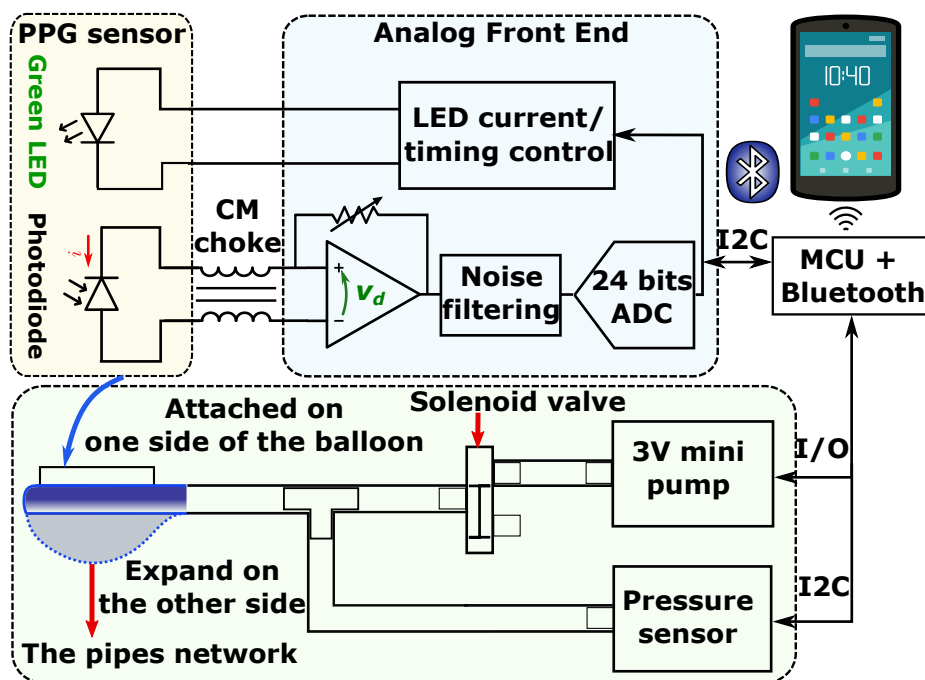 PPG sensor
Analog Front End
Green LED
LED current/
timing control
10:40
Photodiode
i
CM
choke
+
v_d
−
Noise
filtering
24 bits
ADC
I2C
MCU +
Bluetooth
Attached on
one side of the balloon
Solenoid valve
3V mini
pump
I/O
Expand on
the other side
The pipes network
Pressure
sensor
I2C